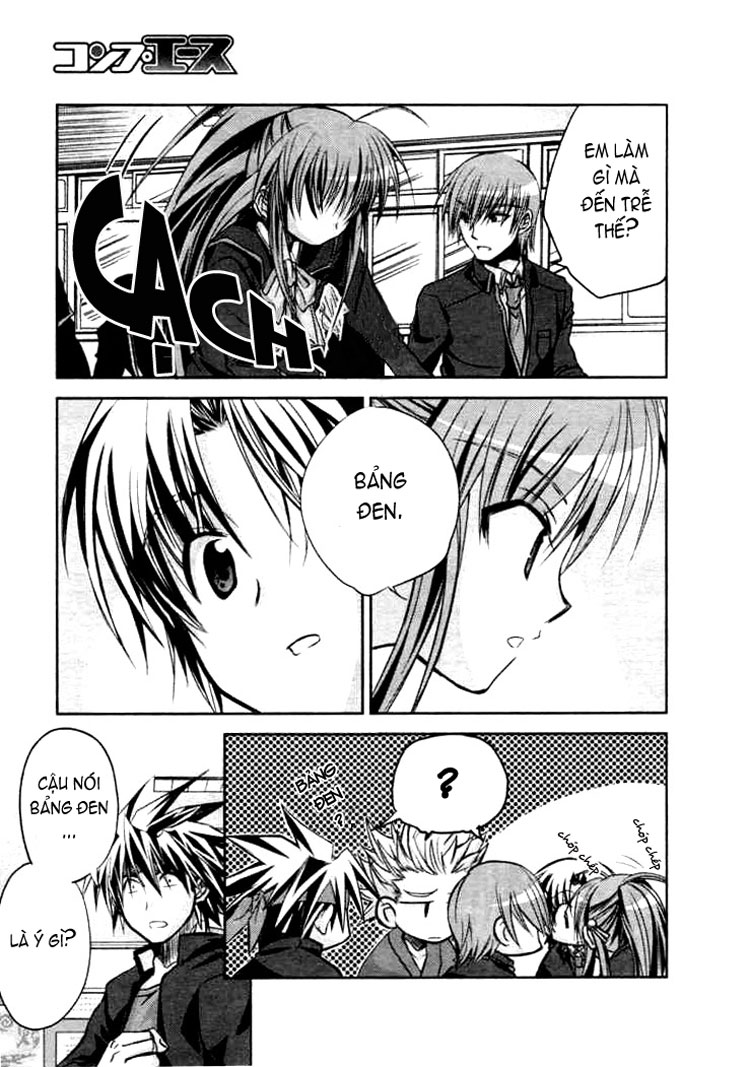 コンプ・エース
EM LÀM
GÌ MÀ
ĐẾN TRỄ
THẾ?
CẠCH
BẢNG
ĐEN.
?
BẢNG
ĐEN
?
chóp chép
chóp chép
CẬU NÓI
BẢNG ĐEN
...
LÀ Ý GÌ?